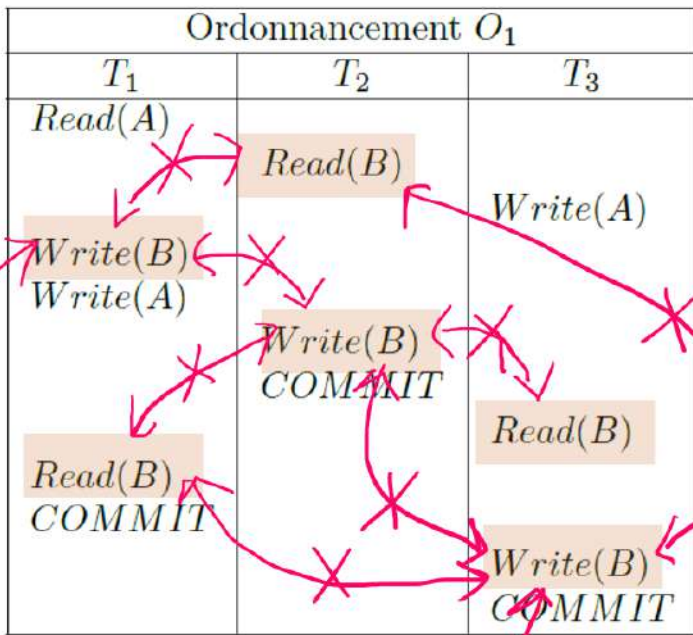 Ordonnancement O₁
T₁ T₂ T₃
Read(A)
Read(B)
Write(A)
Write(B)
Write(A)
Write(B)
COMMIT
Read(B)
Read(B)
COMMIT
Write(B)
COMMIT